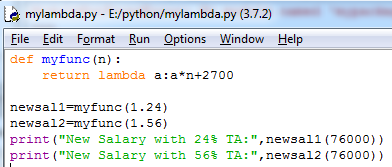 mylambda.py - E:/python/mylambda.py (3.7.2)
File Edit Format Run Options Window Help
def myfunc(n):
    return lambda a:a*n+2700

newsal1=myfunc(1.24)
newsal2=myfunc(1.56)
print("New Salary with 24% TA:",newsal1(76000))
print("New Salary with 56% TA:",newsal2(76000))